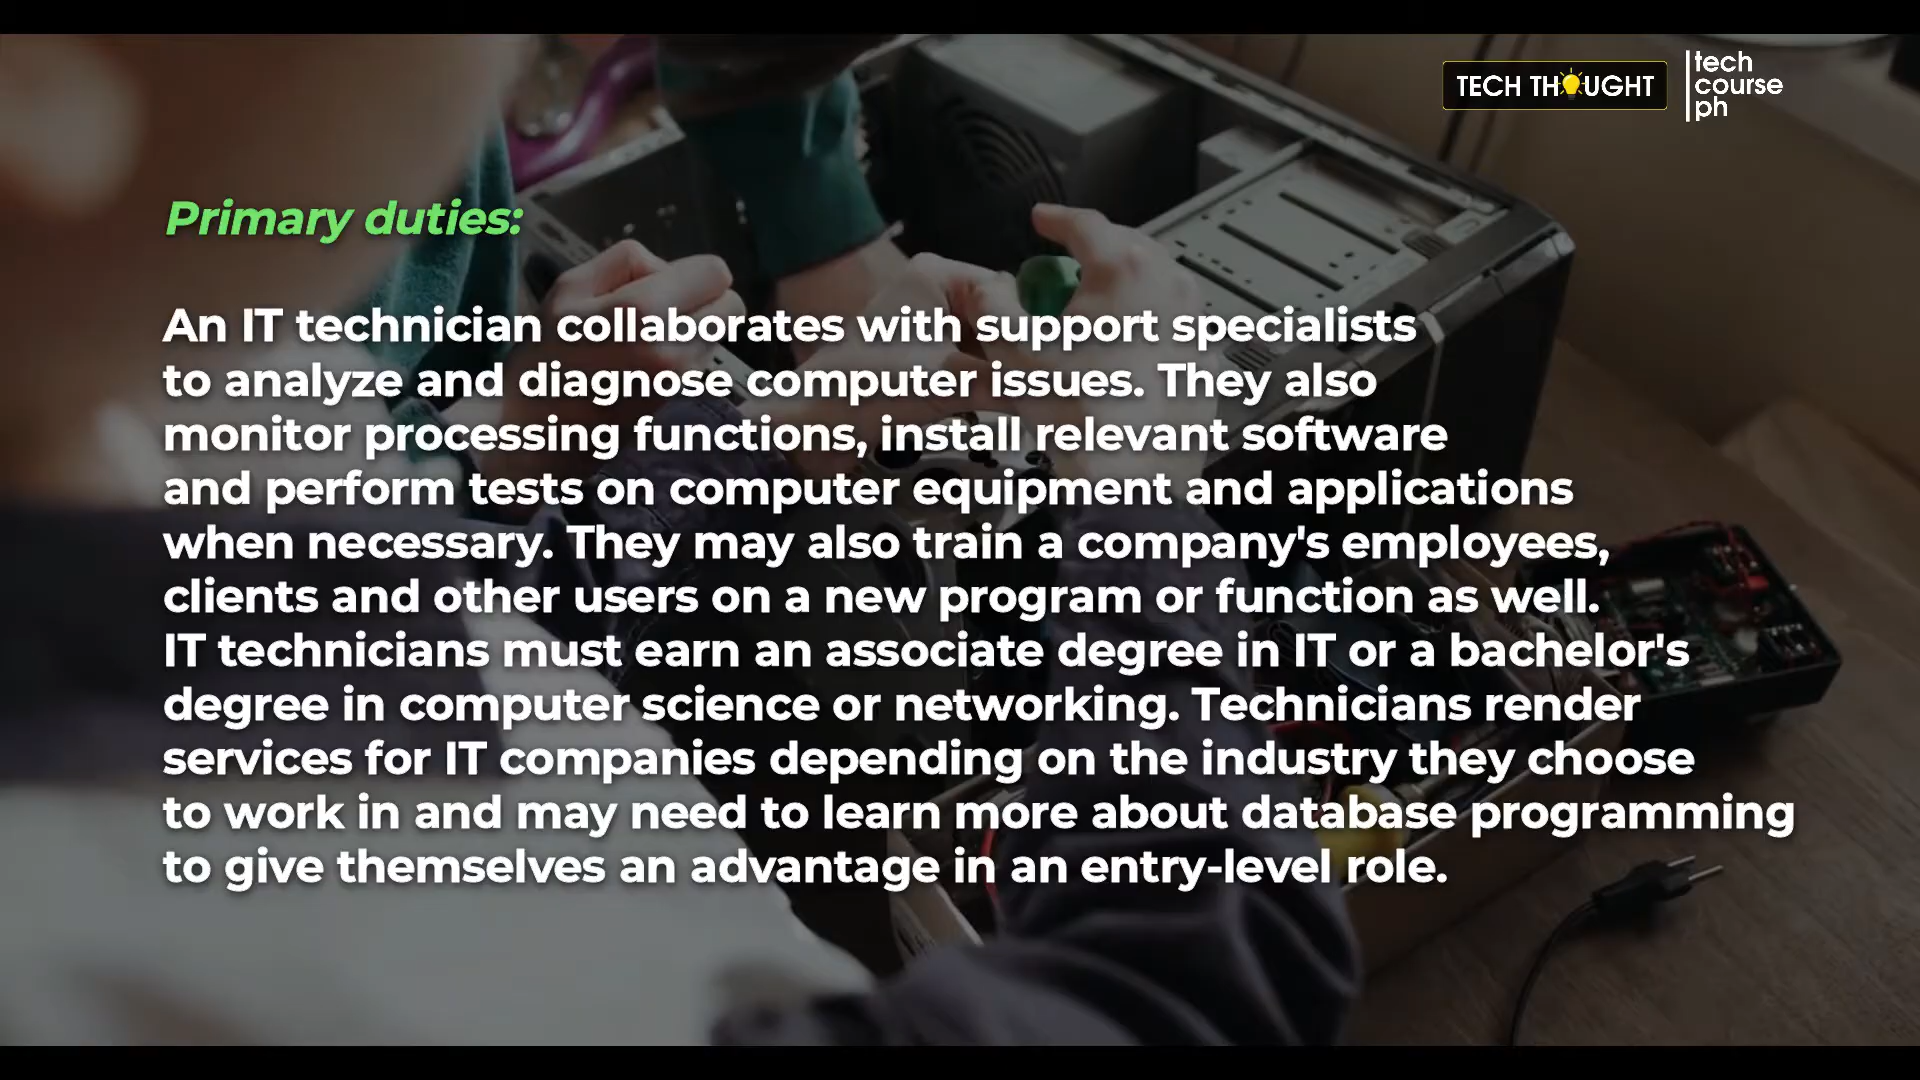 TECH THOUGHT
tech
course
ph
Primary duties:
An IT technician collaborates with support specialists
to analyze and diagnose computer issues. They also
monitor processing functions, install relevant software
and perform tests on computer equipment and applications
when necessary. They may also train a company's employees,
clients and other users on a new program or function as well.
IT technicians must earn an associate degree in IT or a bachelor's
degree in computer science or networking. Technicians render
services for IT companies depending on the industry they choose
to work in and may need to learn more about database programming
to give themselves an advantage in an entry-level role.